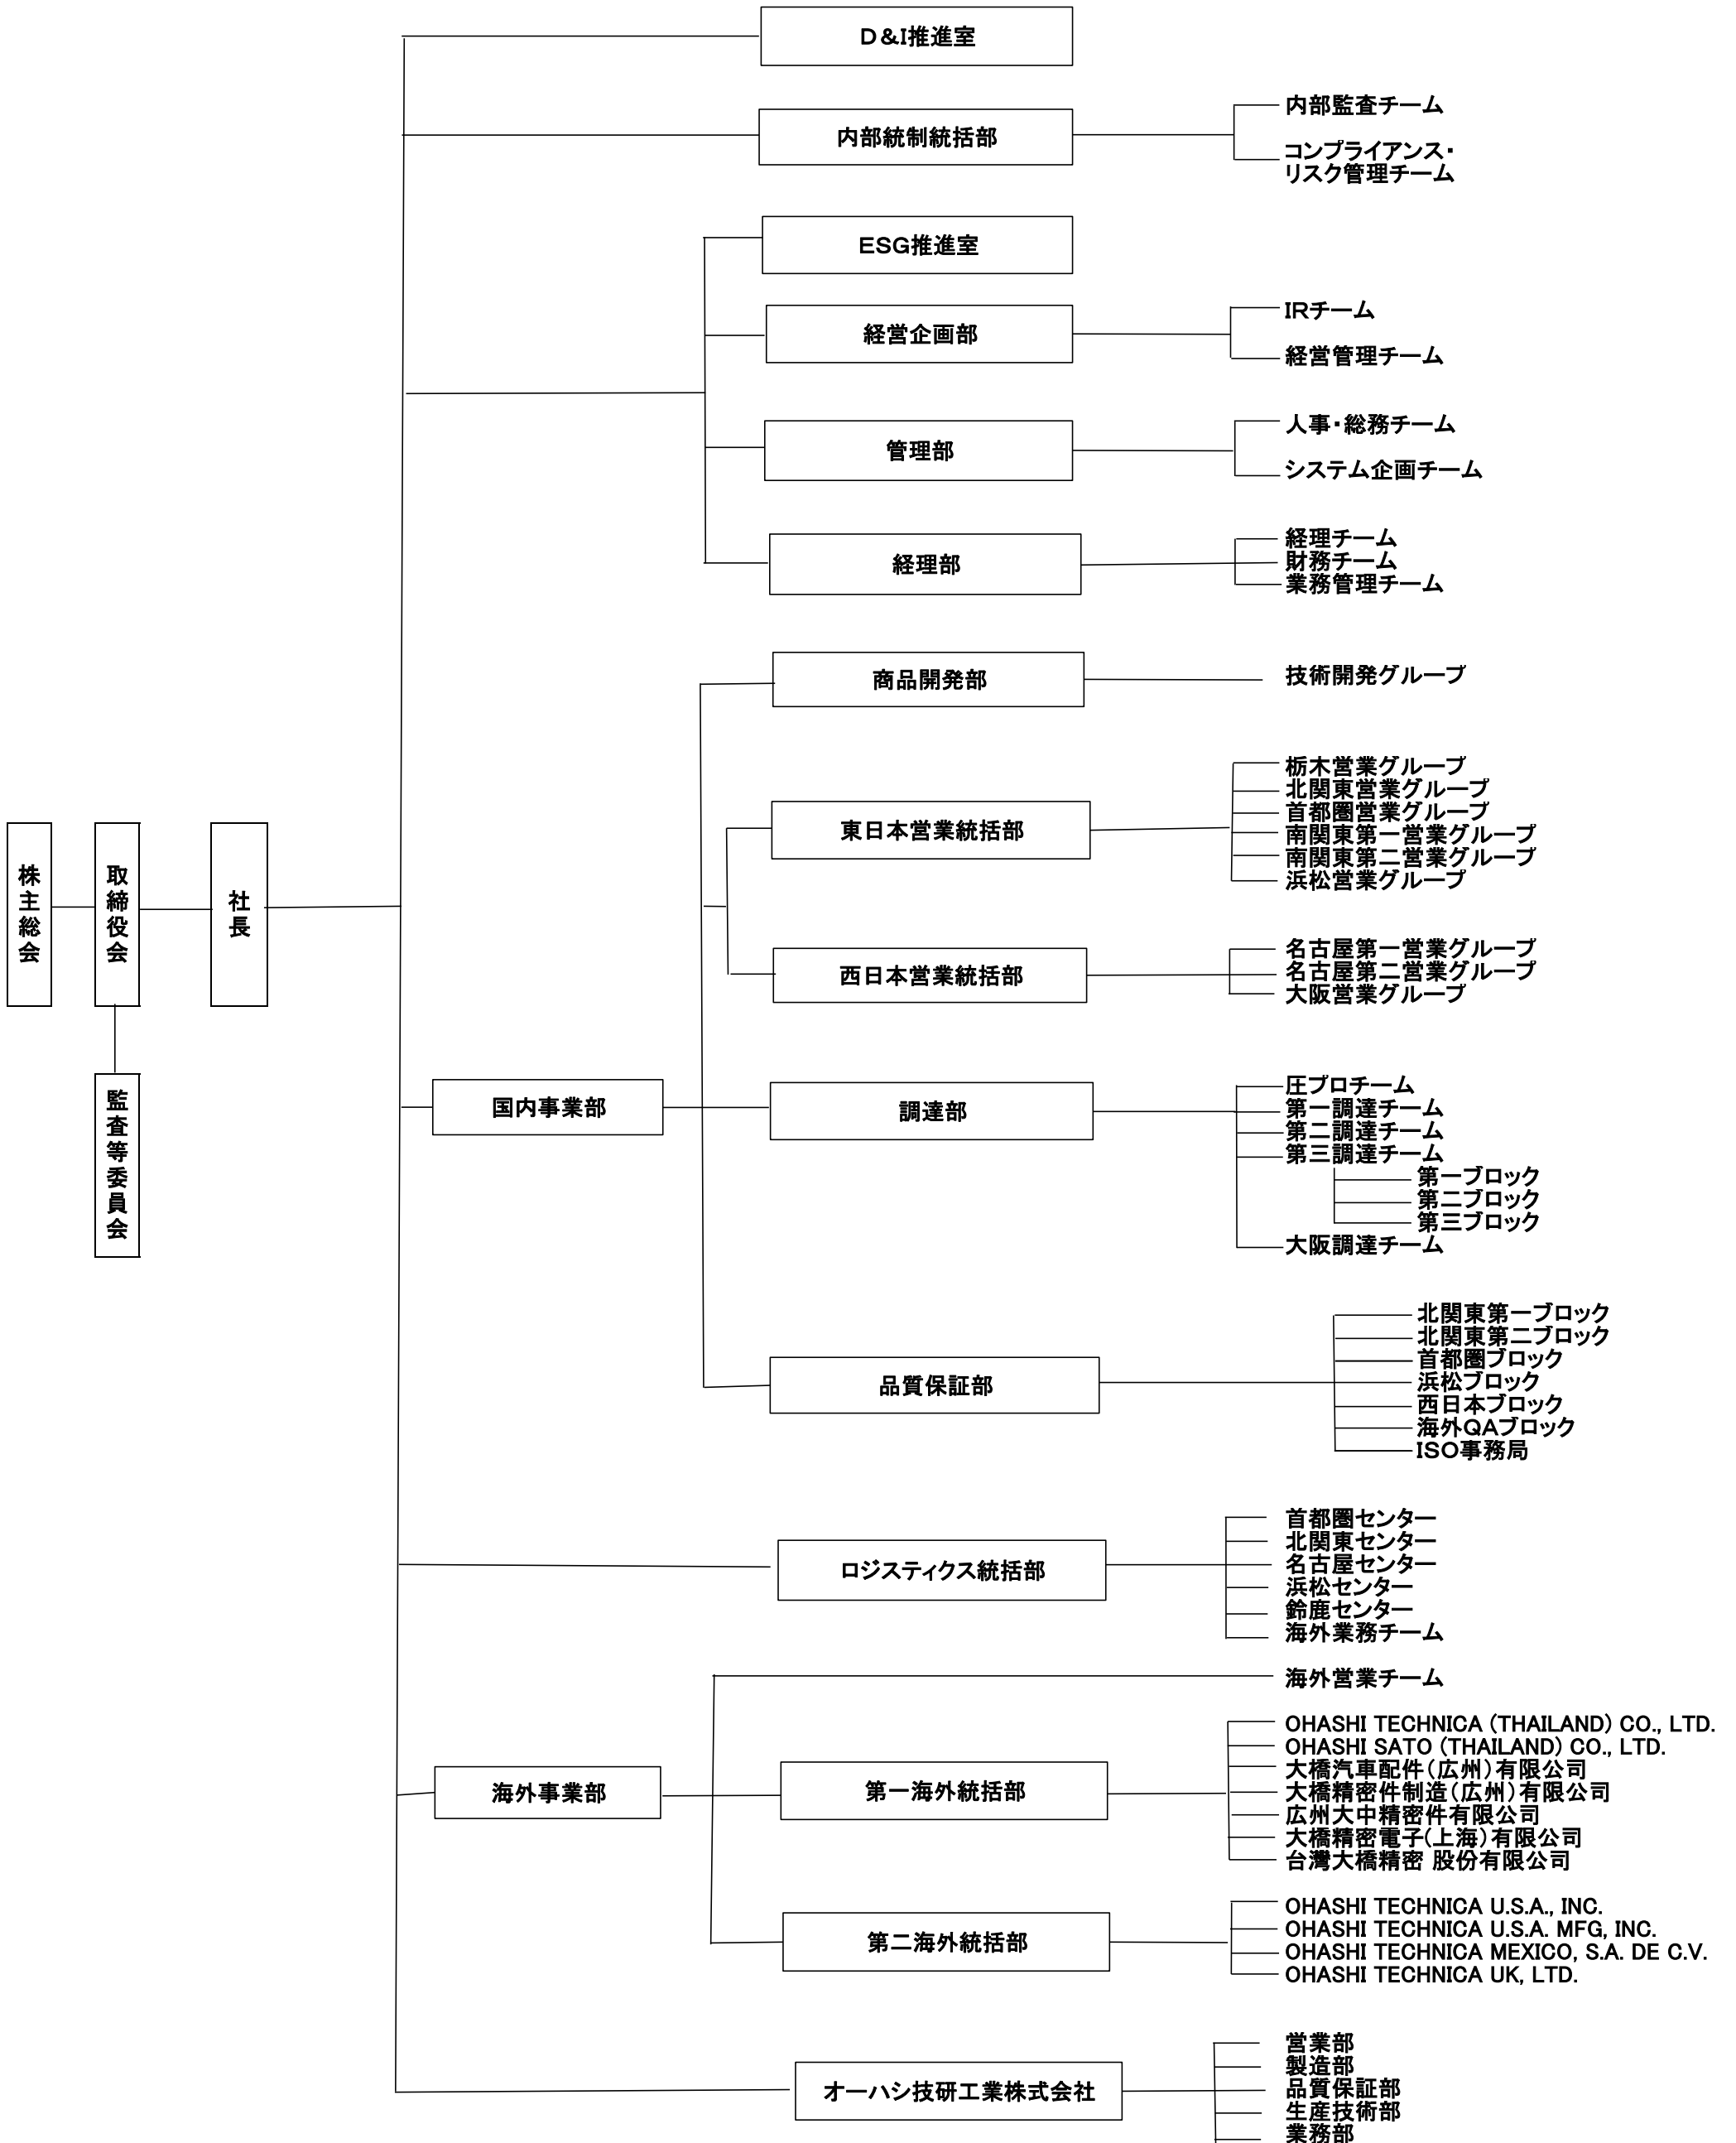 D&I推進室
内部統制統括部
内部監査チーム
コンプライアンス・
リスク管理チーム
ESG推進室
経営企画部
IRチーム
経営管理チーム
管理部
人事・総務チーム
システム企画チーム
経理部
経理チーム
財務チーム
業務管理チーム
商品開発部
技術開発グループ
株主総会
取締役会
監査等委員会
社長
国内事業部
東日本営業統括部
栃木営業グループ
北関東営業グループ
首都圏営業グループ
南関東第一営業グループ
南関東第二営業グループ
浜松営業グループ
西日本営業統括部
名古屋第一営業グループ
名古屋第二営業グループ
大阪営業グループ
調達部
圧プロチーム
第一調達チーム
第二調達チーム
第三調達チーム
第一ブロック
第二ブロック
第三ブロック
大阪調達チーム
品質保証部
北関東第一ブロック
北関東第二ブロック
首都圏ブロック
浜松ブロック
西日本ブロック
海外QAブロック
ISO事務局
ロジスティクス統括部
首都圏センター
北関東センター
名古屋センター
浜松センター
鈴鹿センター
海外業務チーム
海外事業部
海外営業チーム
第一海外統括部
OHASHI TECHNICA (THAILAND) CO., LTD.
OHASHI SATO (THAILAND) CO., LTD.
大橋汽車配件(広州)有限公司
大橋精密件制造(広州)有限公司
広州大中精密件有限公司
大橋精密電子(上海)有限公司
台灣大橋精密 股份有限公司
第二海外統括部
OHASHI TECHNICA U.S.A., INC.
OHASHI TECHNICA U.S.A. MFG, INC.
OHASHI TECHNICA MEXICO, S.A. DE C.V.
OHASHI TECHNICA UK, LTD.
オーハシ技研工業株式会社
営業部
製造部
品質保証部
生産技術部
業務部